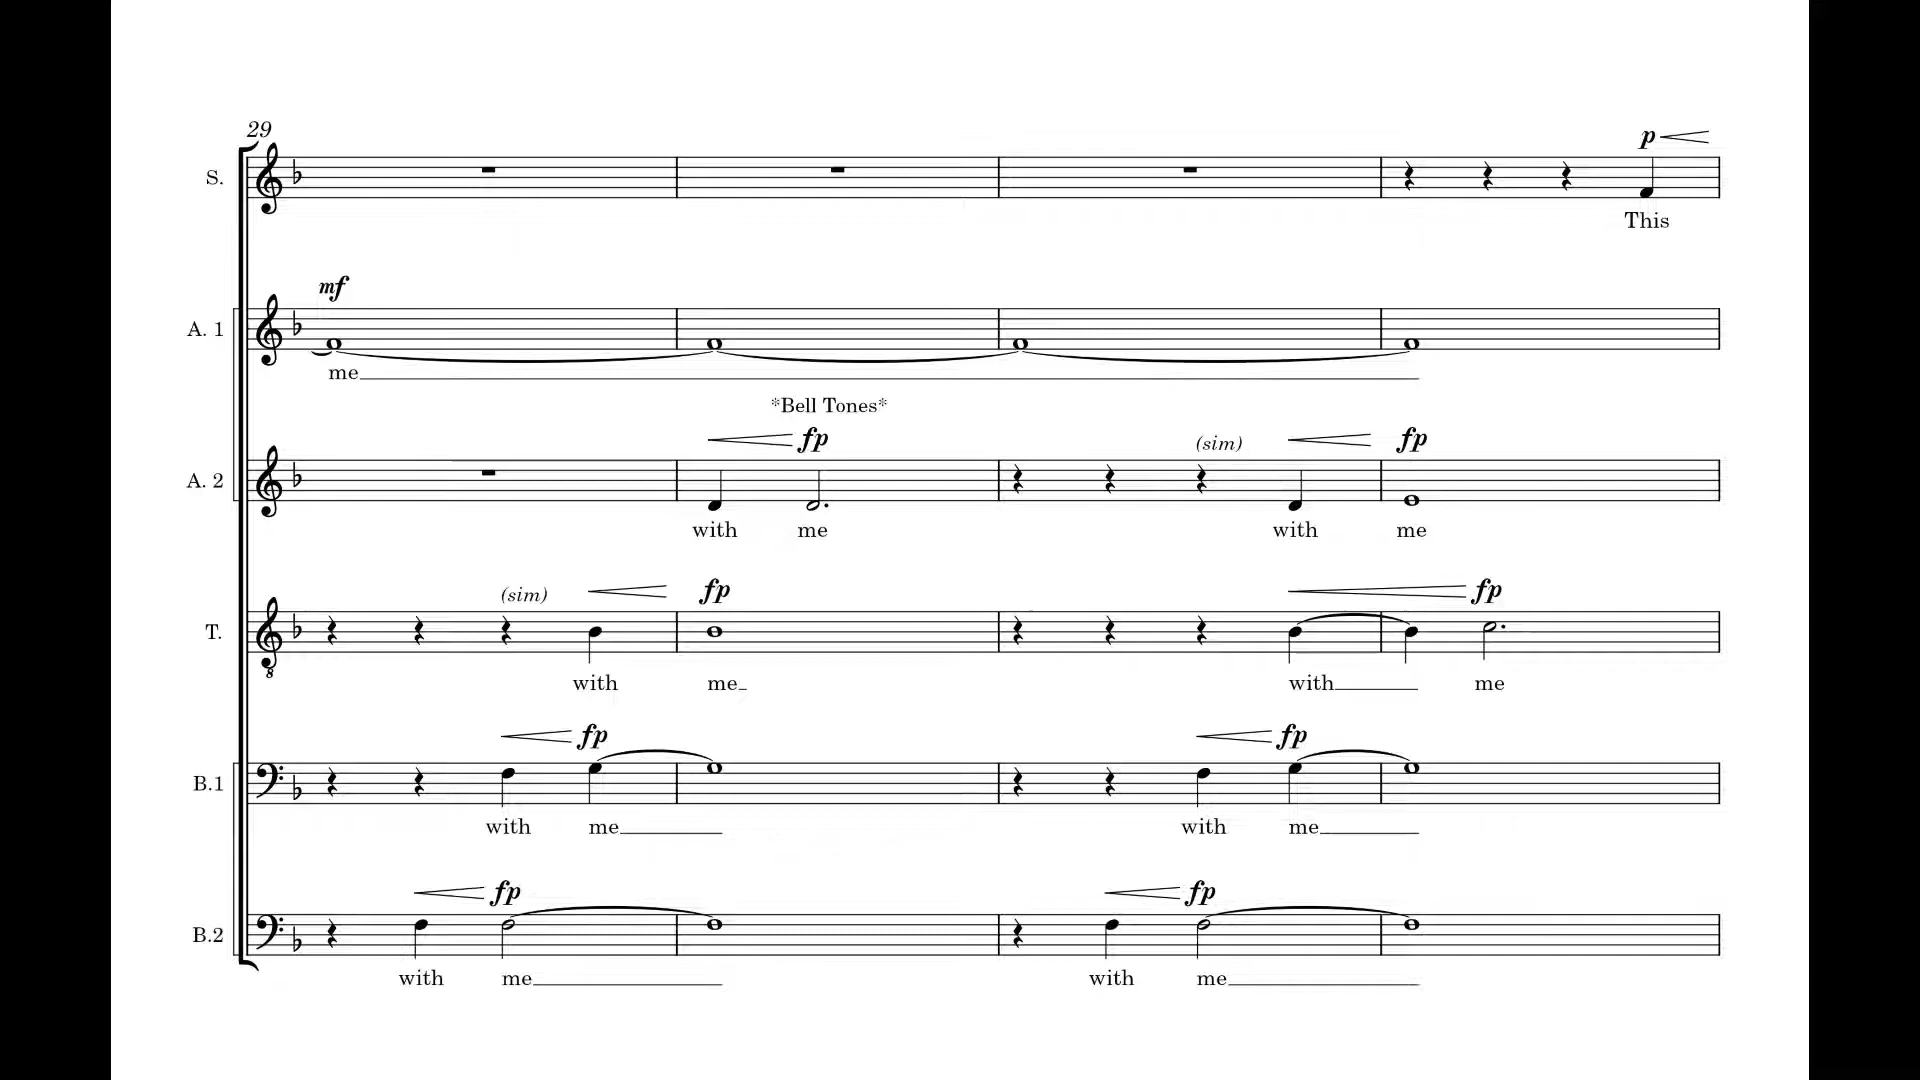 29
p
S.
This
mf
A. 1
me
*Bell Tones*
fp (sim) fp
A. 2
with me with me
(sim) fp fp
T.
with me with me
fp fp
B.1
with me with me
fp fp
B.2
with me with me